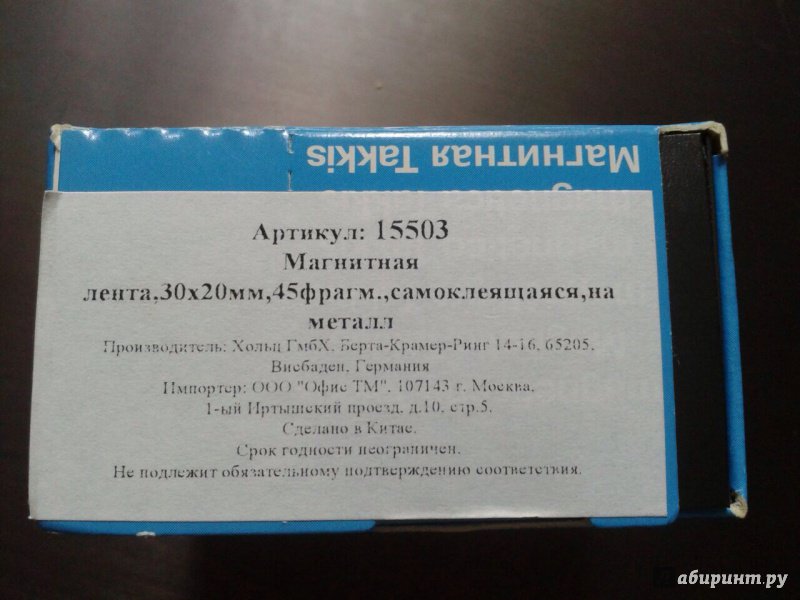 Магнитная Takkis
Артикул: 15503
Магнитная
лента,30х20мм,45фрагм.,самоклеящаяся,на
металл
Производитель: Хольц ГмбХ, Берта-Крамер-Ринг 14-16, 65205,
Висбаден, Германия
Импортер: ООО "Офис ТМ", 107143 г. Москва,
1-ый Иртышский проезд, д.10, стр.5,
Сделано в Китае.
Срок годности неограничен.
Не подлежит обязательному подтверждению соответствия.
абиринт.ру